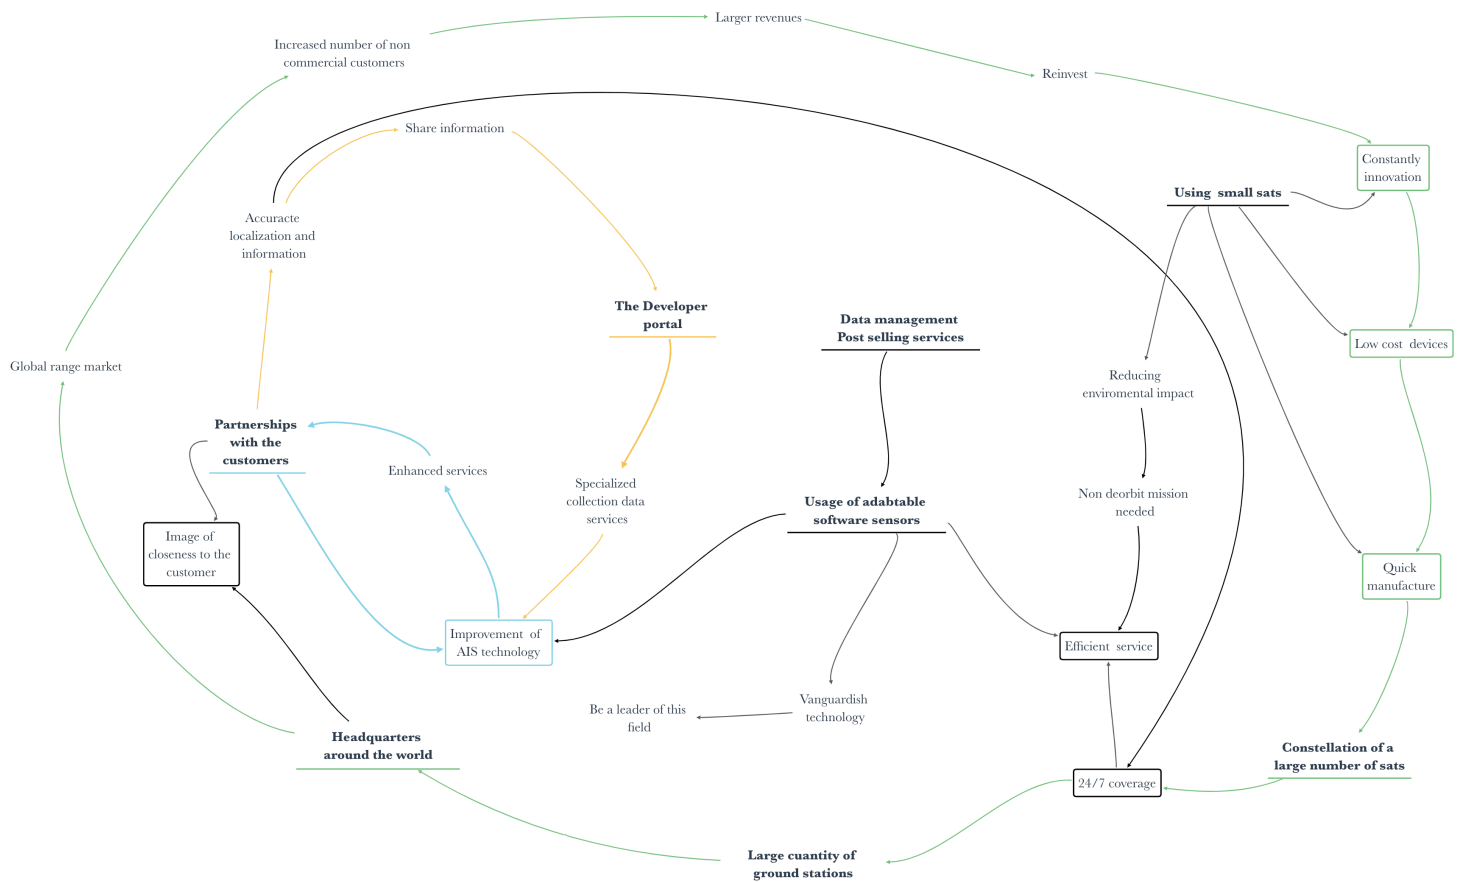 Larger revenues
Increased number of non
commercial customers
Reinvest
Share information
Constantly
innovation
Using small sats
Accuracte
localization and
information
The Developer
portal
Data management
Post selling services
Low cost devices
Global range market
Reducing
enviromental impact
Partnerships
with the
customers
Enhanced services
Specialized
collection data
services
Non deorbit mission
needed
Usage of adabtable
software sensors
Image of
closeness to the
customer
Quick
manufacture
Improvement of
AIS technology
Efficient service
Be a leader of this
field
Vanguardish
technology
Headquarters
around the world
Constellation of a
large number of sats
24/7 coverage
Large cuantity of
ground stations